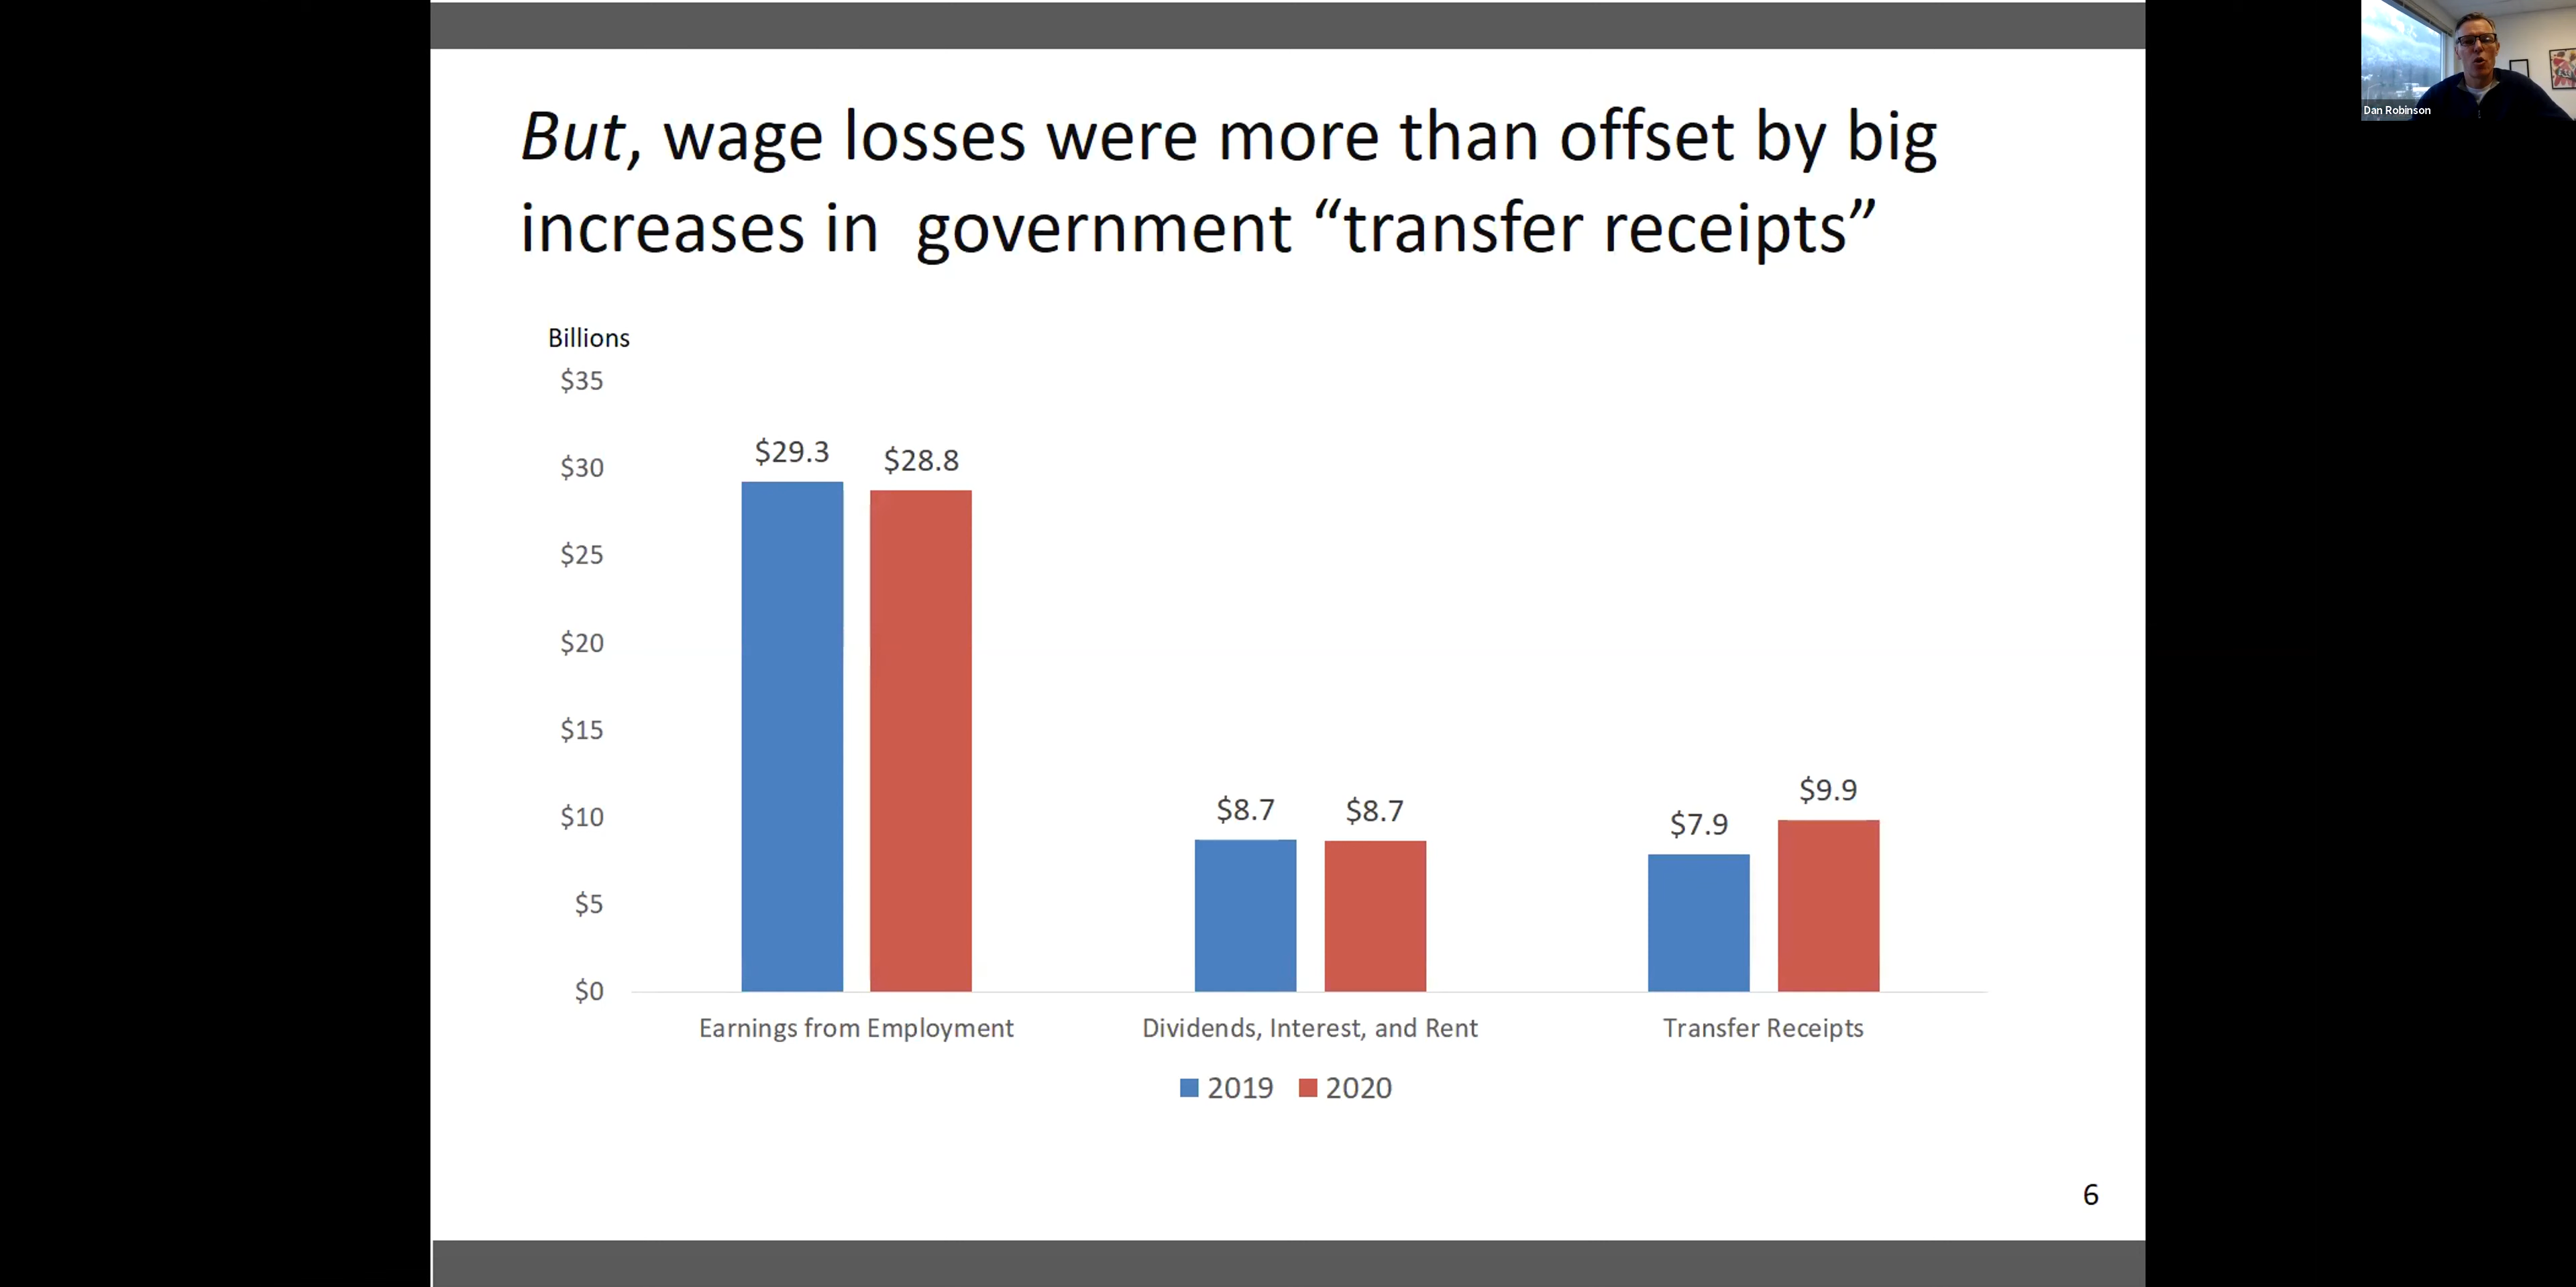 But, wage losses were more than offset by big
increases in  government “transfer receipts”
Billions
$35
$30
$25
$20
$15
$10
$5
$0
$29.3
$28.8
$8.7
$8.7
$7.9
$9.9
Earnings from Employment
Dividends, Interest, and Rent
Transfer Receipts
2019
2020
6
Dan Robinson